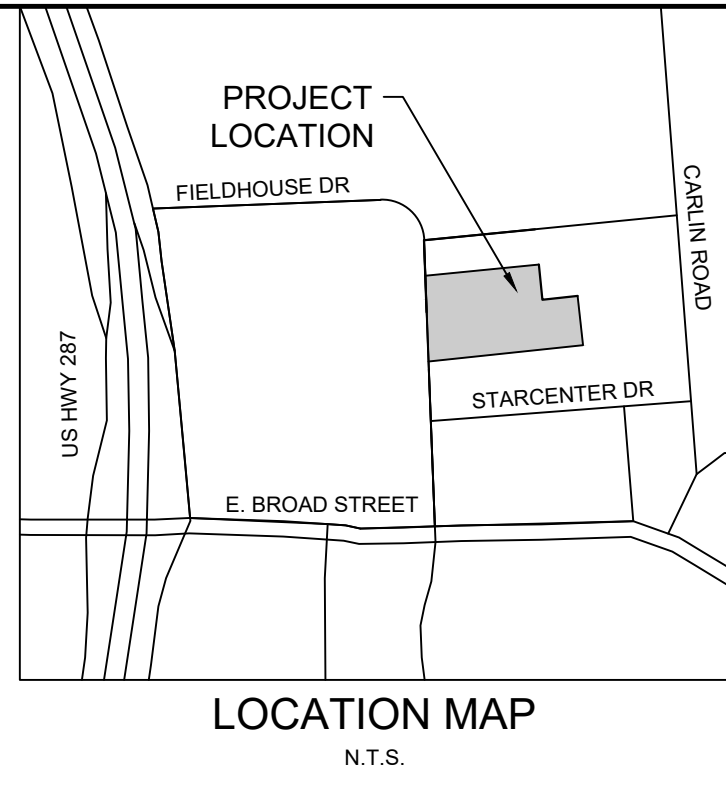 PROJECT
LOCATION
FIELDHOUSE DR
CARLIN ROAD
US HWY 287
STARCENTER DR
E. BROAD STREET
LOCATION MAP
N.T.S.